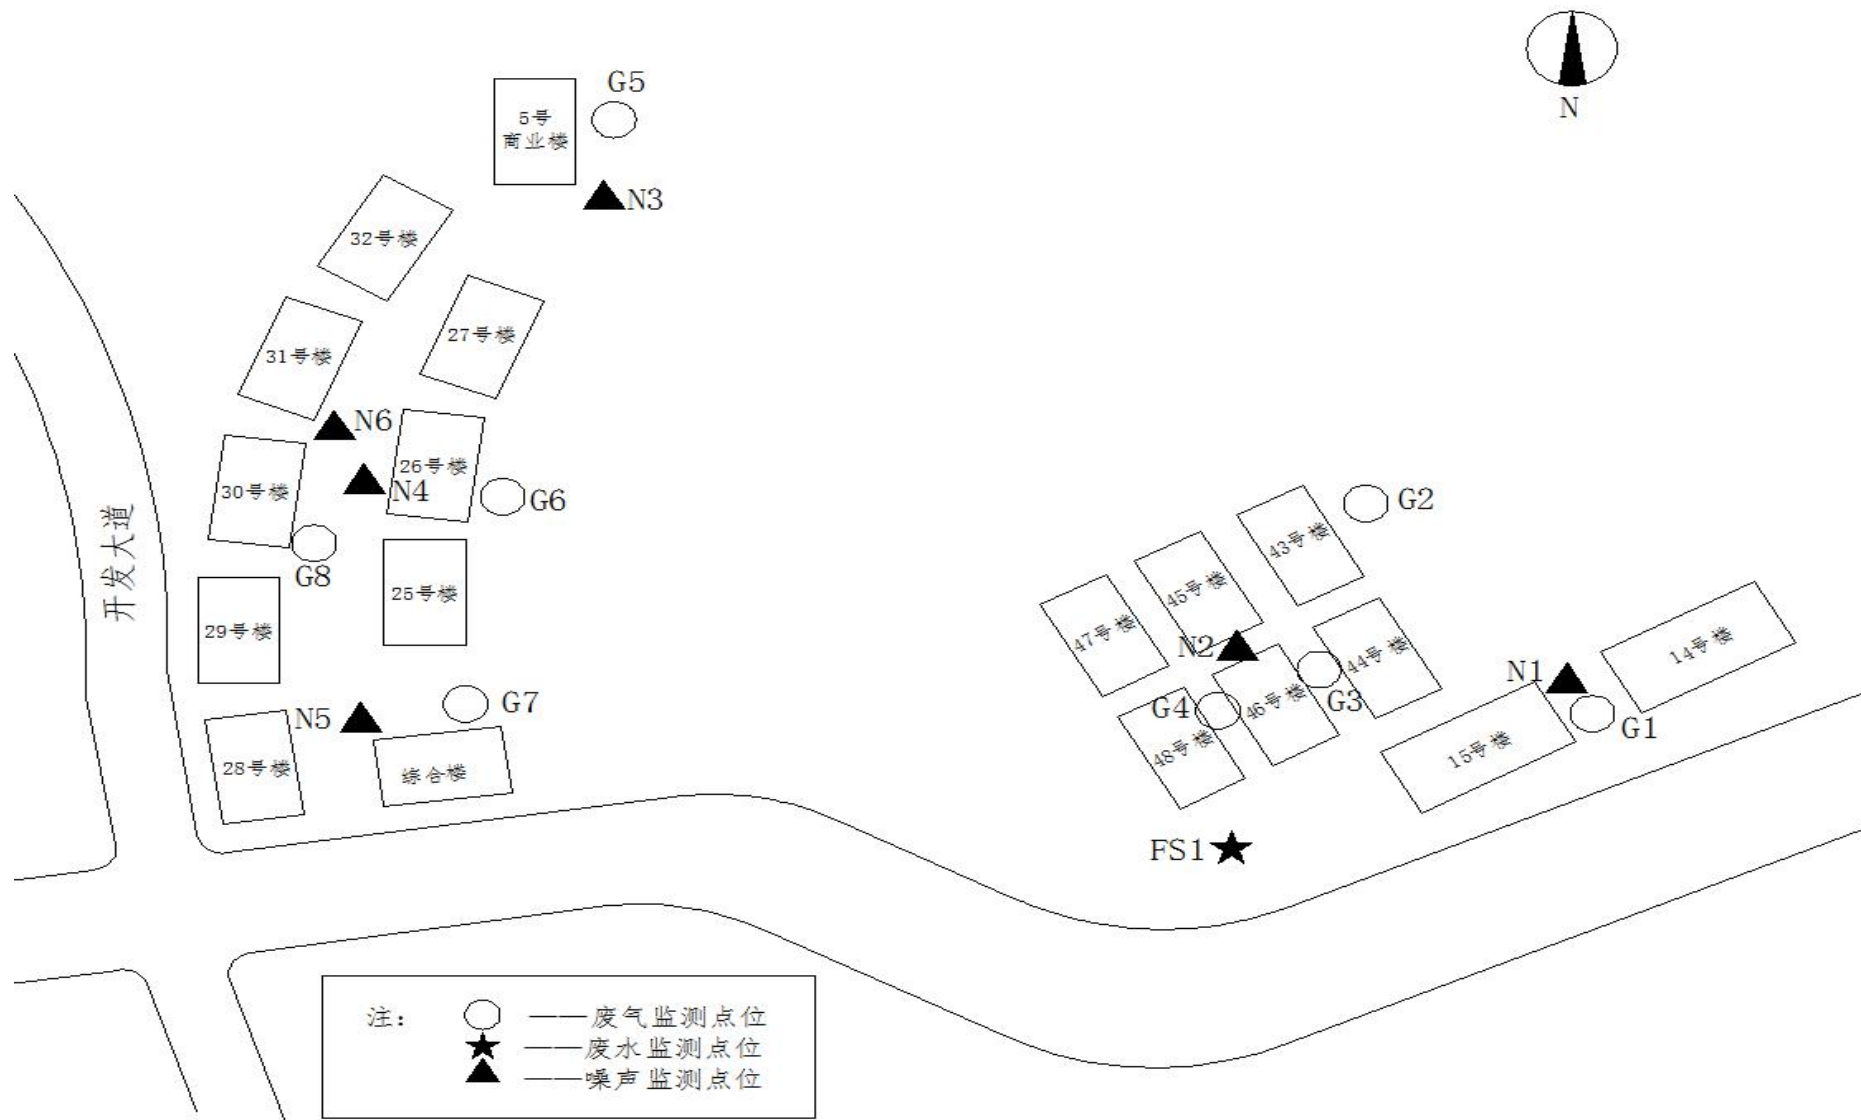 G5
N
5号
商业楼
N3
32号楼
27号楼
31号楼
N6
26号楼
30号楼
N4
G6
G2
开发大道
43号楼
G8
25号楼
45号楼
29号楼
47号楼
N2
44号楼
14号楼
N1
G7
G4
46号楼
G3
N5
G1
48号楼
15号楼
28号楼
综合楼
FS1
注：
——废气监测点位
——废水监测点位
——噪声监测点位